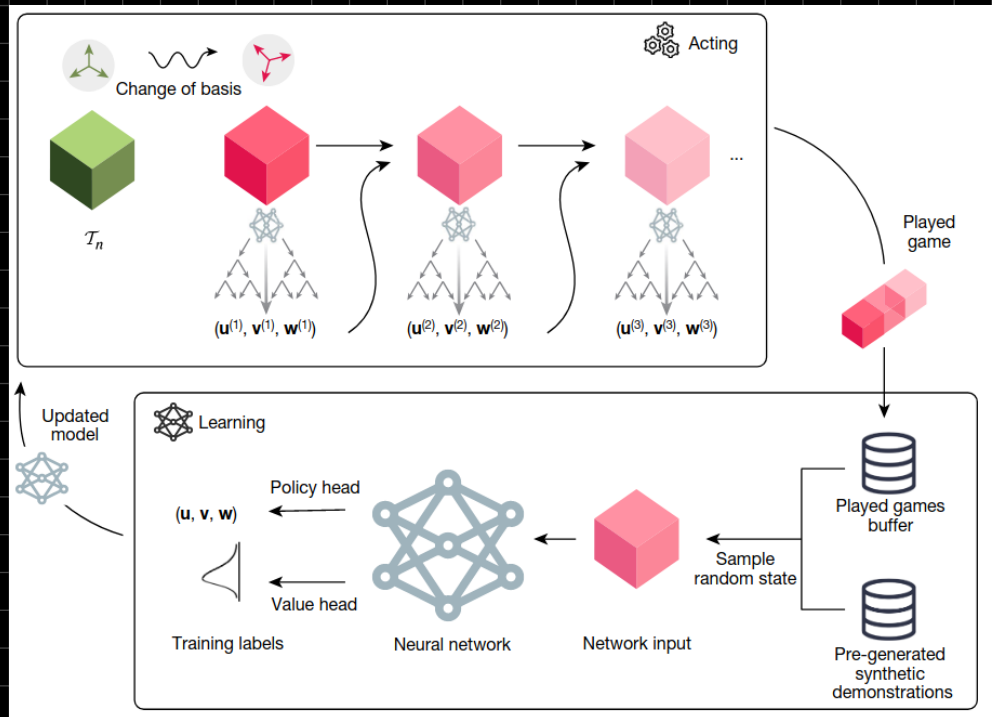 Acting
Change of basis
𝒯n
...
(u(1), v(1), w(1))
(u(2), v(2), w(2))
(u(3), v(3), w(3))
Played
game
Updated
model
Learning
Policy head
(u, v, w)
Value head
Training labels
Neural network
Network input
Sample
random state
Played games
buffer
Pre-generated
synthetic
demonstrations